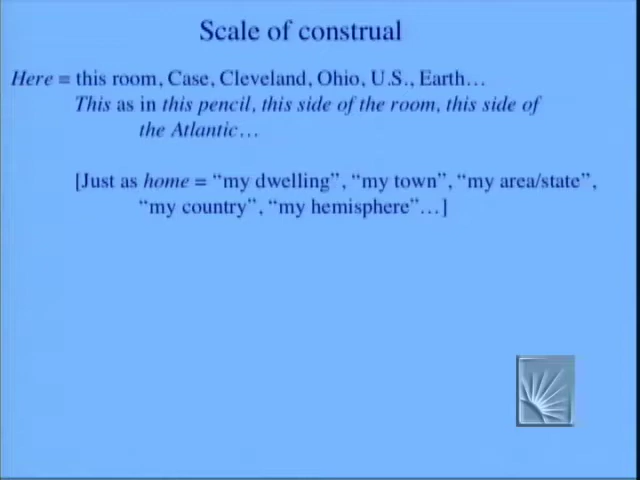 Scale of construal
Here = this room, Case, Cleveland, Ohio, U.S., Earth…
This as in this pencil, this side of the room, this side of
the Atlantic…
[Just as home = “my dwelling”, “my town”, “my area/state”,
“my country”, “my hemisphere”…]